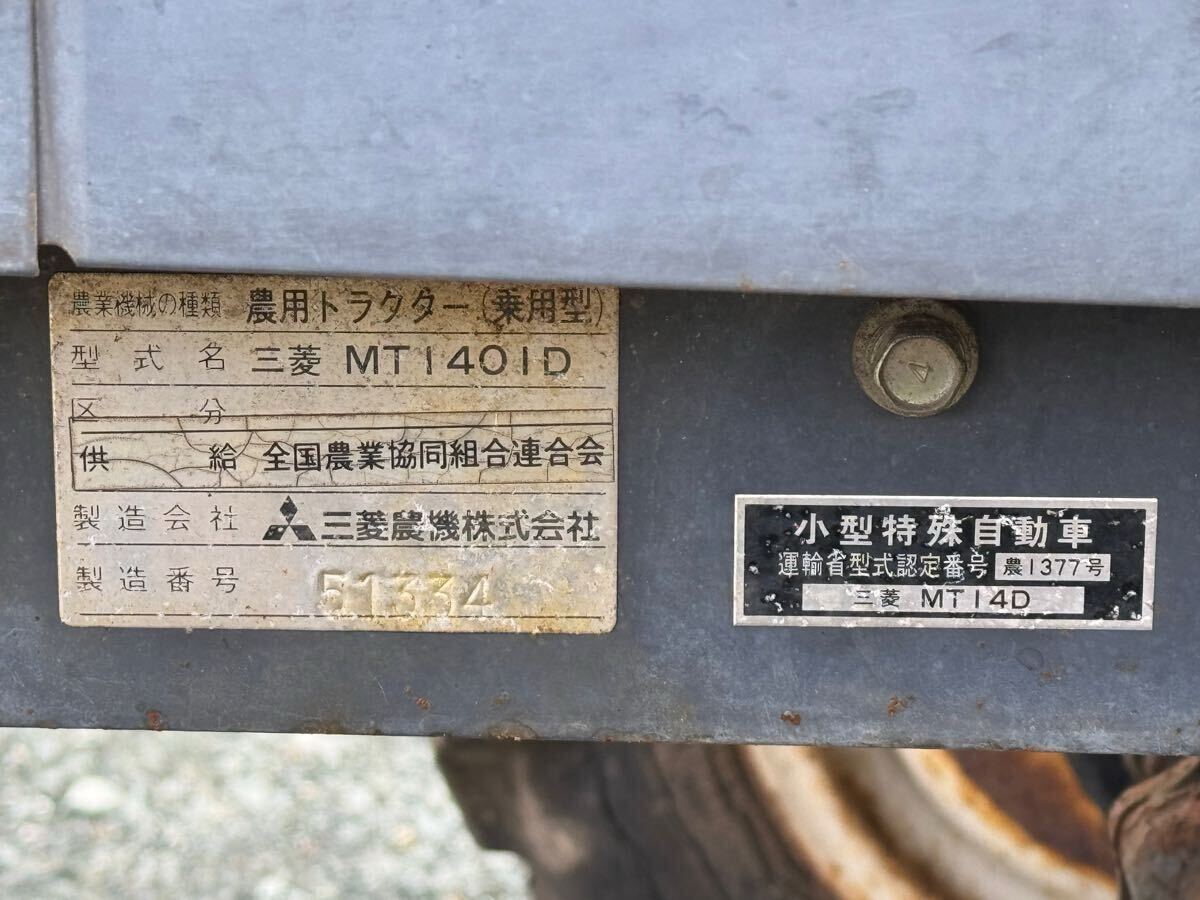 農業機械の種類 農用トラクター(乗用型)
型式名 三菱 MT1401D
区分
供給 全国農業協同組合連合会
製造会社 三菱農機株式会社
製造番号 51334
小型特殊自動車
運輸省型式認定番号 農1377号
三菱 MT14D
4